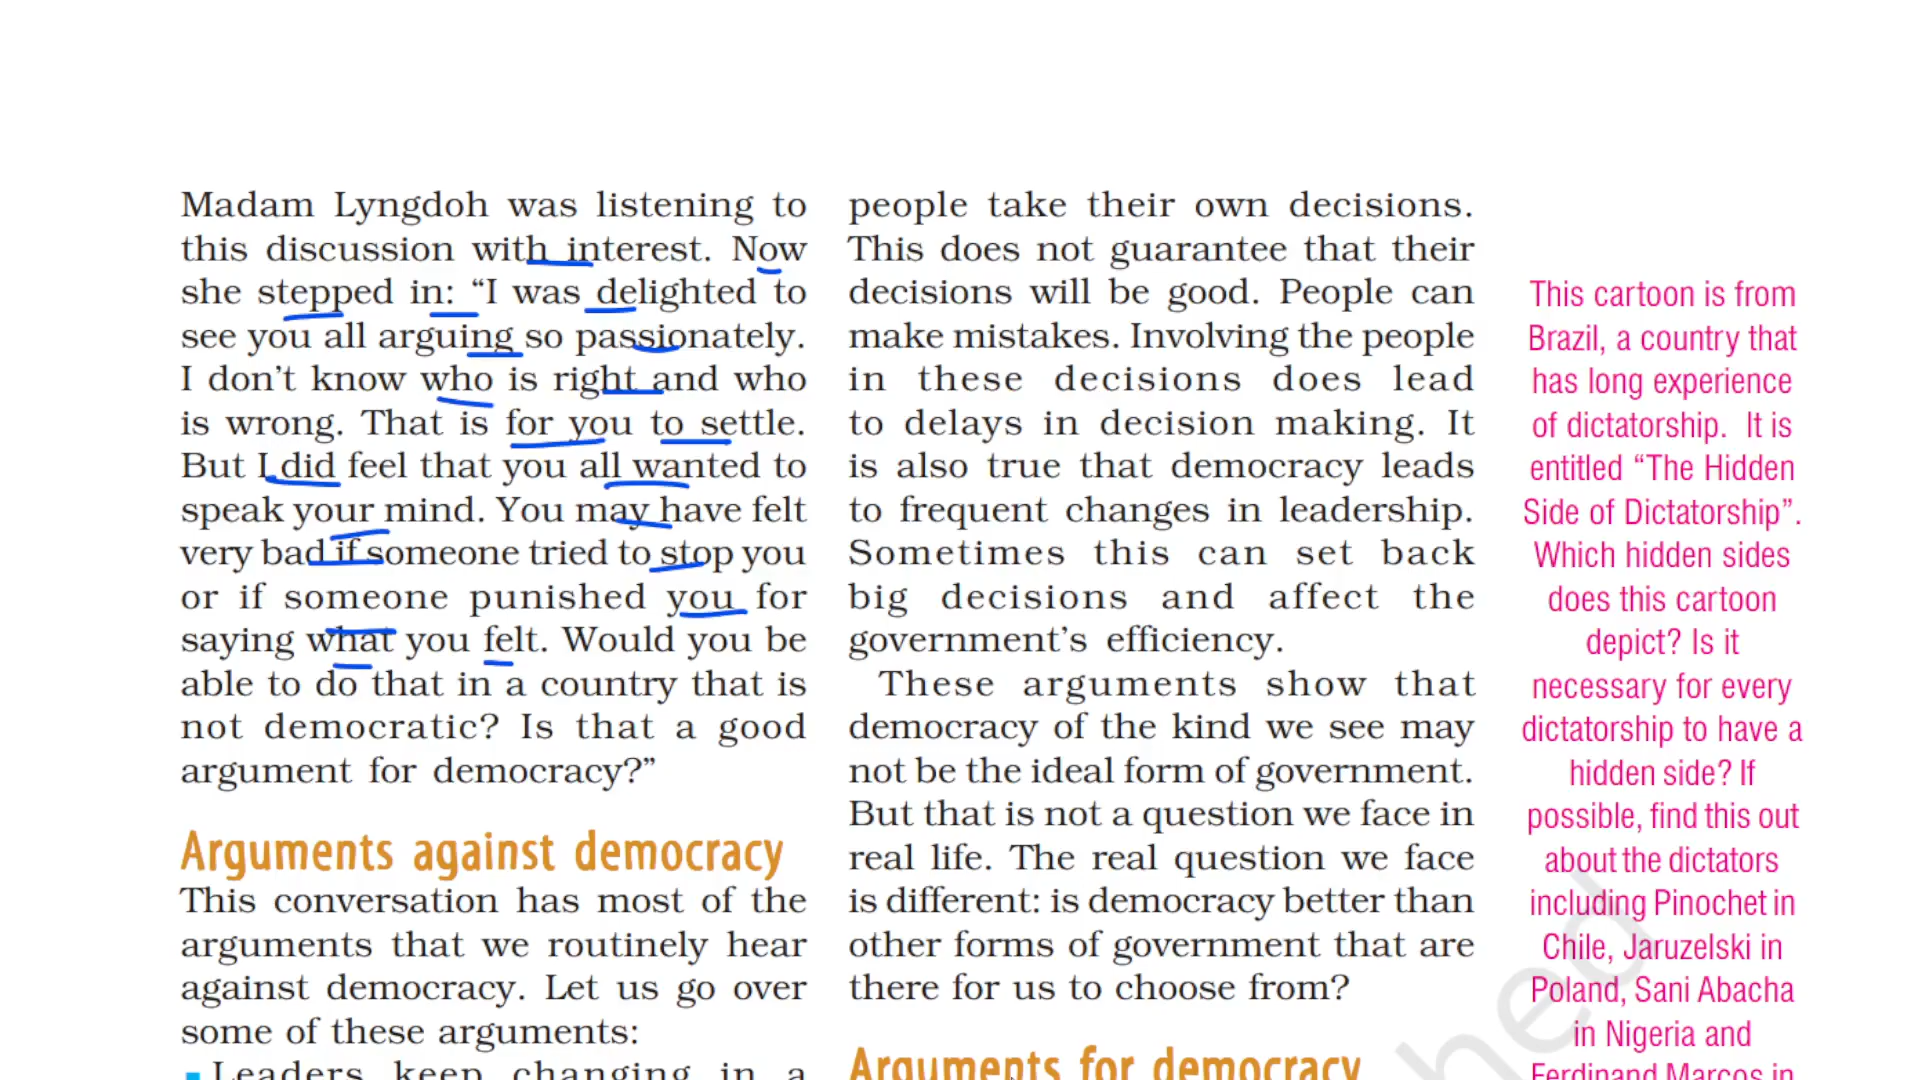 Madam Lyngdoh was listening to
this discussion with interest. Now
she stepped in: “I was delighted to
see you all arguing so passionately.
I don’t know who is right and who
is wrong. That is for you to settle.
But I did feel that you all wanted to
speak your mind. You may have felt
very bad if someone tried to stop you
or if someone punished you for
saying what you felt. Would you be
able to do that in a country that is
not democratic? Is that a good
argument for democracy?”
Arguments against democracy
This conversation has most of the
arguments that we routinely hear
against democracy. Let us go over
some of these arguments:
Leaders keep changing in a
people take their own decisions.
This does not guarantee that their
decisions will be good. People can
make mistakes. Involving the people
in these decisions does lead
to delays in decision making. It
is also true that democracy leads
to frequent changes in leadership.
Sometimes this can set back
big decisions and affect the
government’s efficiency.
These arguments show that
democracy of the kind we see may
not be the ideal form of government.
But that is not a question we face in
real life. The real question we face
is different: is democracy better than
other forms of government that are
there for us to choose from?
Arguments for democracy
This cartoon is from
Brazil, a country that
has long experience
of dictatorship. It is
entitled “The Hidden
Side of Dictatorship”.
Which hidden sides
does this cartoon
depict? Is it
necessary for every
dictatorship to have a
hidden side? If
possible, find this out
about the dictators
including Pinochet in
Chile, Jaruzelski in
Poland, Sani Abacha
in Nigeria and
Ferdinand Marcos in